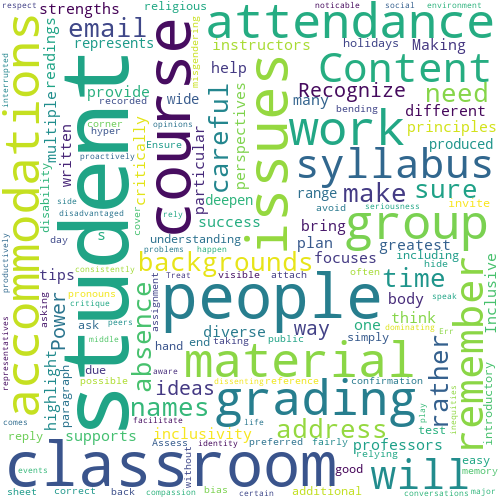 respect
strengths
religious
noticable
social
environment
email
attendance
represents
instructors
holidays
Making
interrupted
accommodations
student
multiple
readings
provide
recorded
course
misgendering
help
issues
Content
Recognize
need
many
different
bending
corner
wide
hyper
opinions
proactively
Ensure
written
critically
careful
particular
perspectives
work
principles
produced
disability
side
disadvantaged
cover
rely
deepen
success
syllabus
range
avoid
seriousness
invite
make
sure
group
s
day
understanding
problems
happen
bring
plan
greatest
productively
consistently
backgrounds
focuses
including
hide
tips
Treat
visible
attach
often
time
remember
Inclusive
asking
pronouns
critique
people
body
speak
Power
ask
peers
absence
assignment
diverse
way
one
think
dominating
Err
representatives
highlight
paragraph
middle
hand
end
taking
public
simply
rather
introductory
due
aware
material
possible
ideas
dissenting
reference
confirmation
play
inequities
names
grading
facilitate
address
test
comes
inclusivity
life
professors
reply
supports
Assess
identity
preferred
fairly
relying
easy
memory
classroom
without
good
will
events
compassion
sheet
correct
back
bias
certain
additional
conversations
major